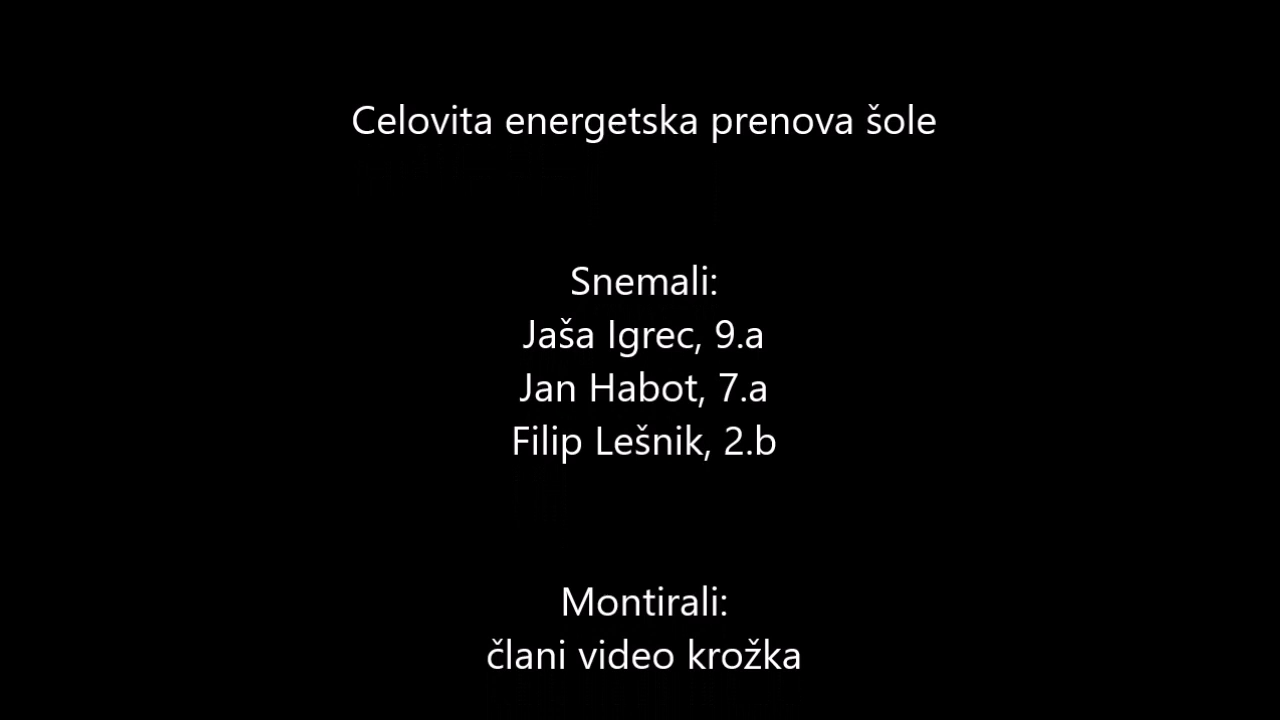 Celovita energetska prenova šole
Snemali:
Jaša Igrec, 9.a
Jan Habot, 7.a
Filip Lešnik, 2.b
Montirali:
člani video krožka